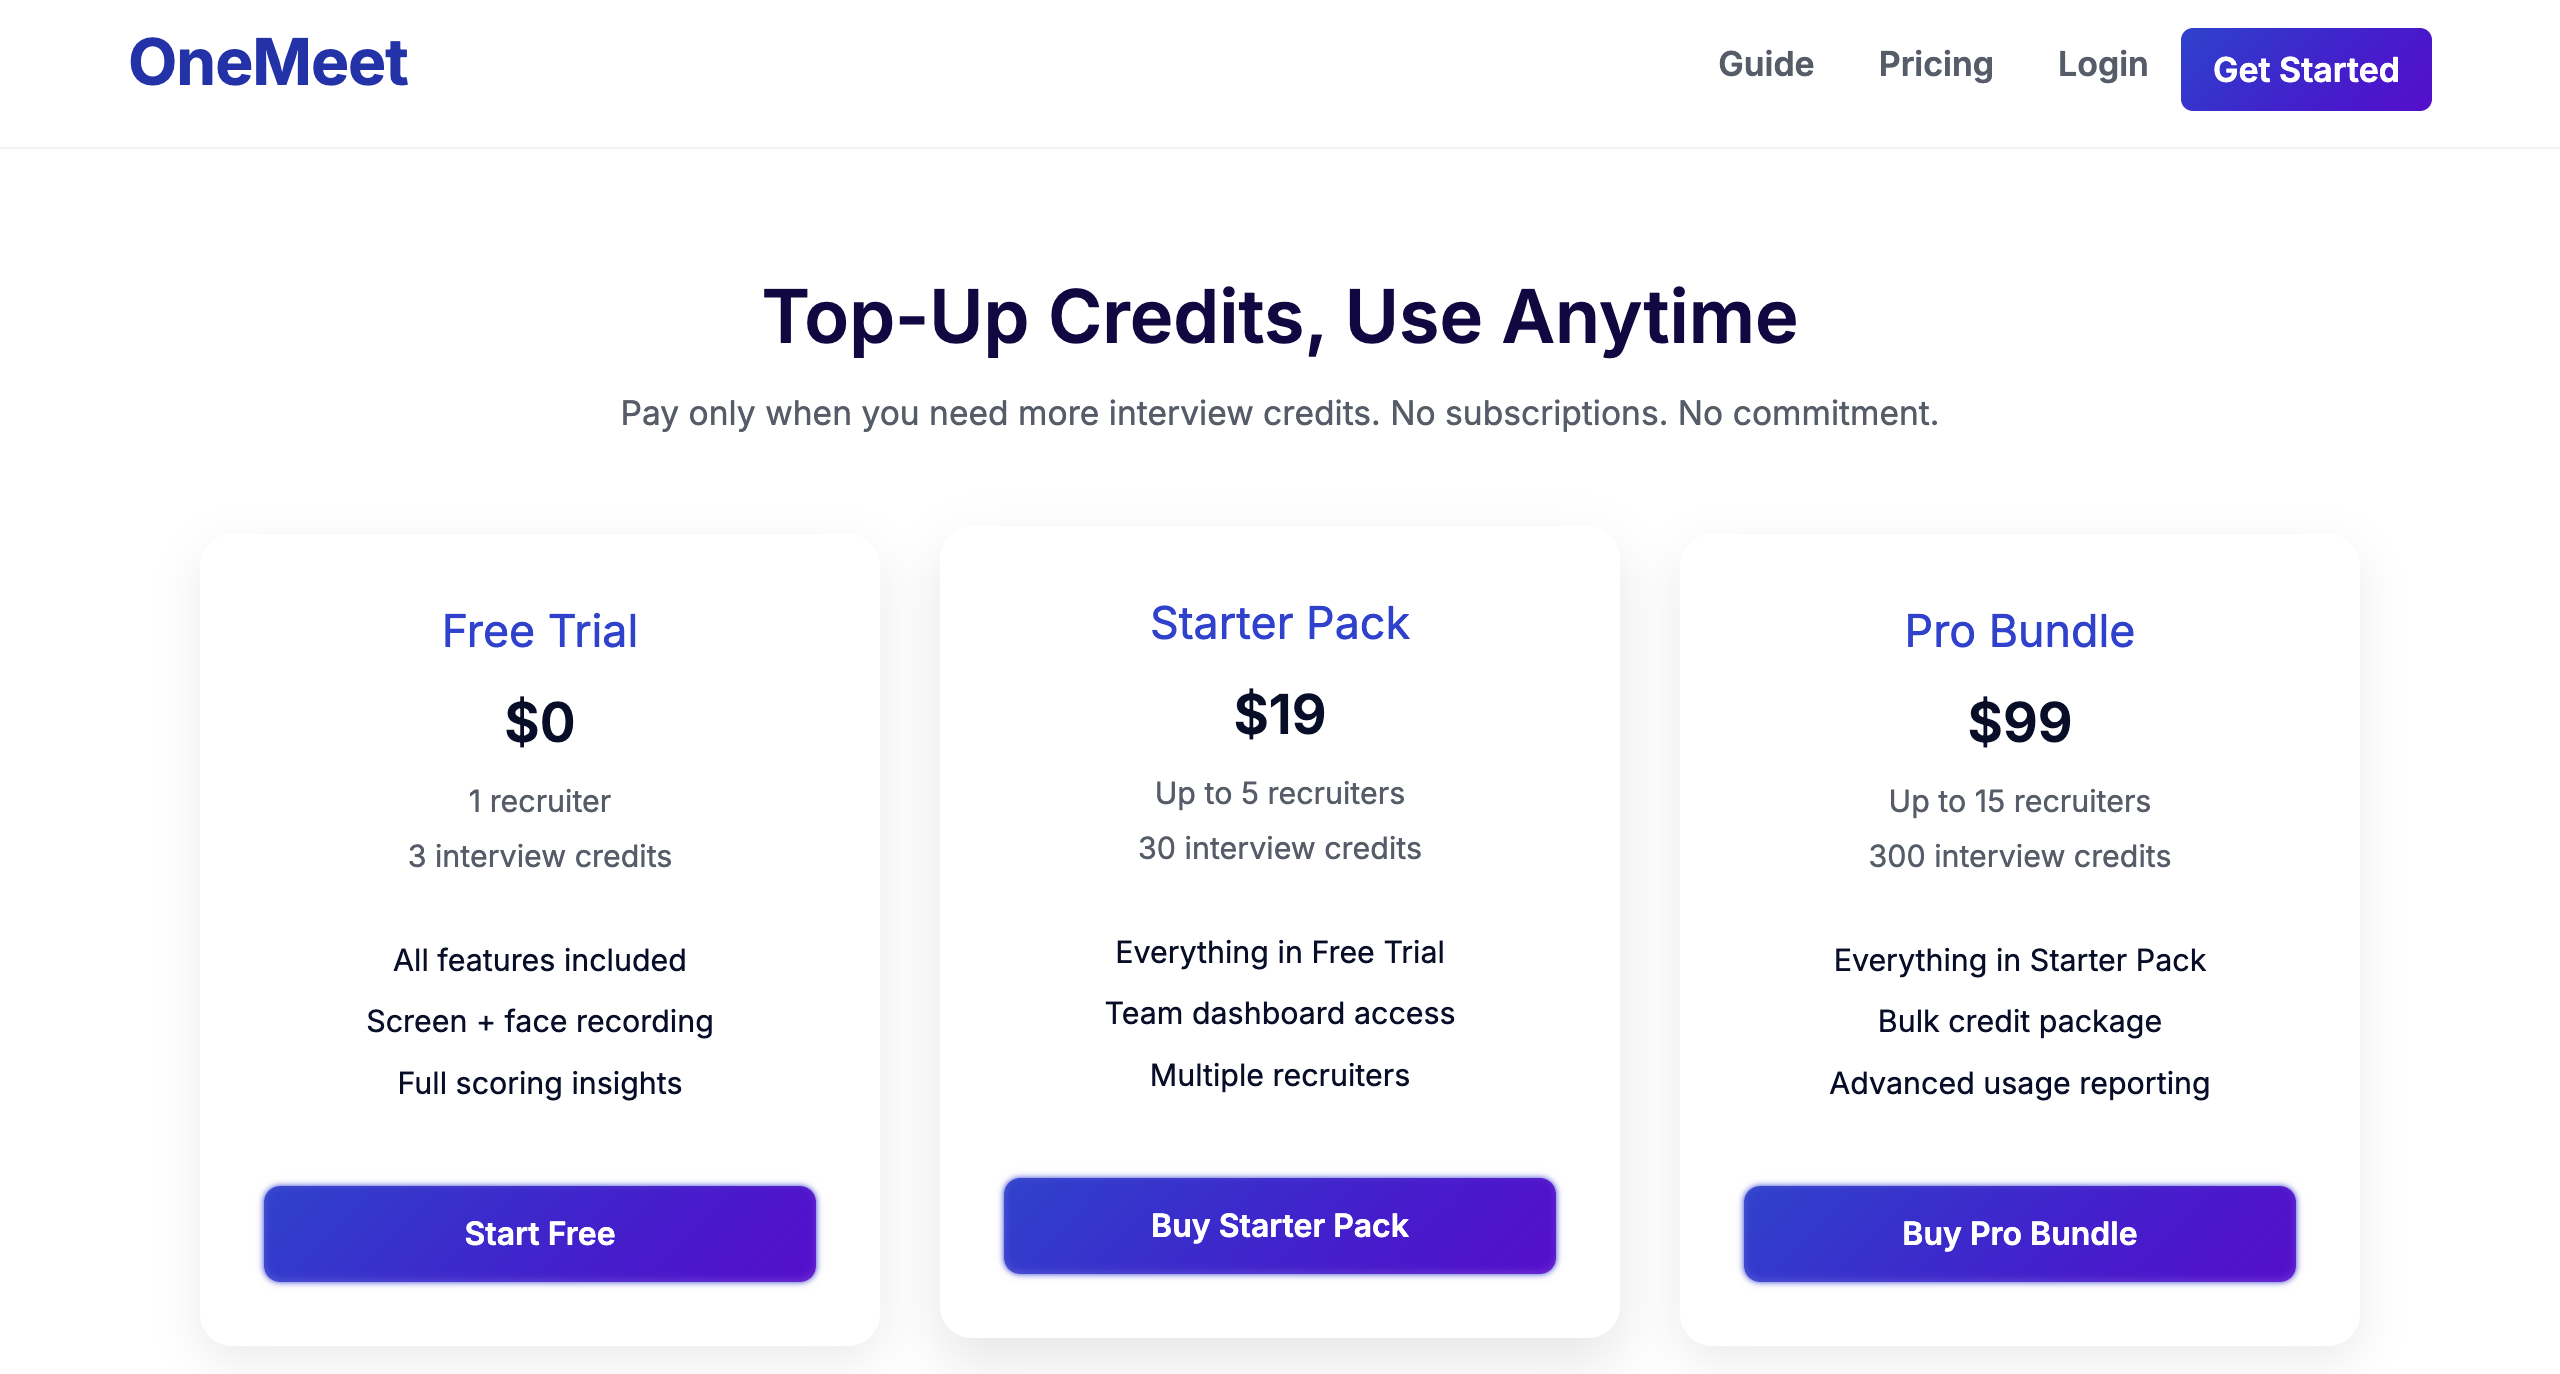 OneMeet
Guide
Pricing
Login
Get Started
Top-Up Credits, Use Anytime
Pay only when you need more interview credits. No subscriptions. No commitment.
Free Trial
$0
1 recruiter
3 interview credits
All features included
Screen + face recording
Full scoring insights
Start Free
Starter Pack
$19
Up to 5 recruiters
30 interview credits
Everything in Free Trial
Team dashboard access
Multiple recruiters
Buy Starter Pack
Pro Bundle
$99
Up to 15 recruiters
300 interview credits
Everything in Starter Pack
Bulk credit package
Advanced usage reporting
Buy Pro Bundle